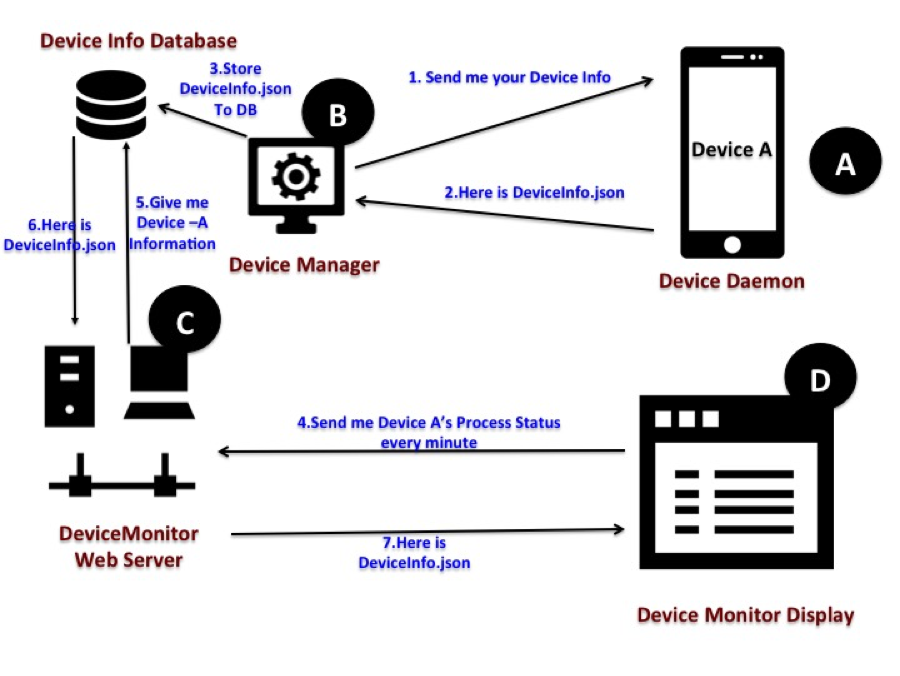 Device Info Database
3.Store
DeviceInfo.json
To DB
B
1. Send me your Device Info
Device A
A
2.Here is DeviceInfo.json
5.Give me
Device –A
Information
6.Here is
DeviceInfo.json
Device Manager
Device Daemon
C
D
4.Send me Device A’s Process Status
every minute
DeviceMonitor
Web Server
7.Here is
DeviceInfo.json
Device Monitor Display